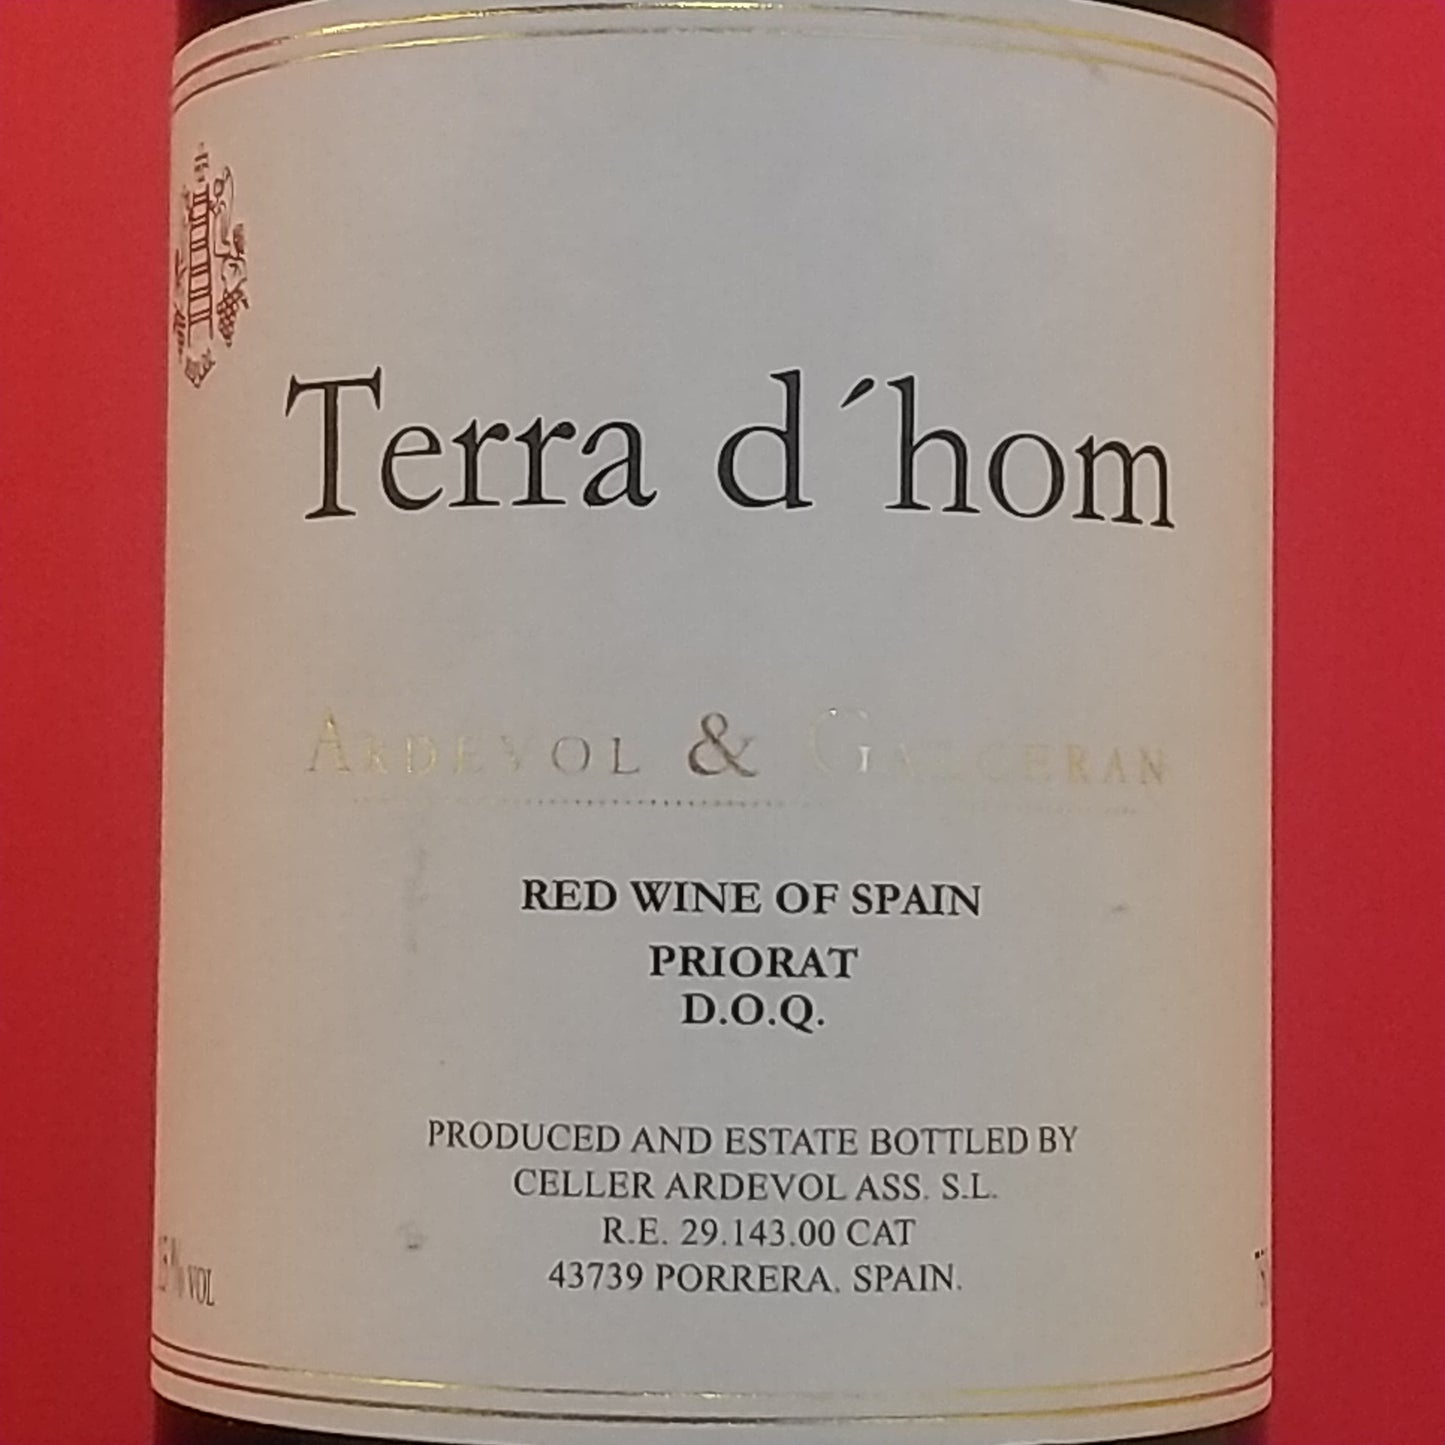 Terra d´hom
ARDEVOL & GALCERAN
RED WINE OF SPAIN
PRIORAT
D.O.Q.
PRODUCED AND ESTATE BOTTLED BY
CELLER ARDEVOL ASS. S.L.
R.E. 29.143.00 CAT
43739 PORRERA. SPAIN.
% VOL